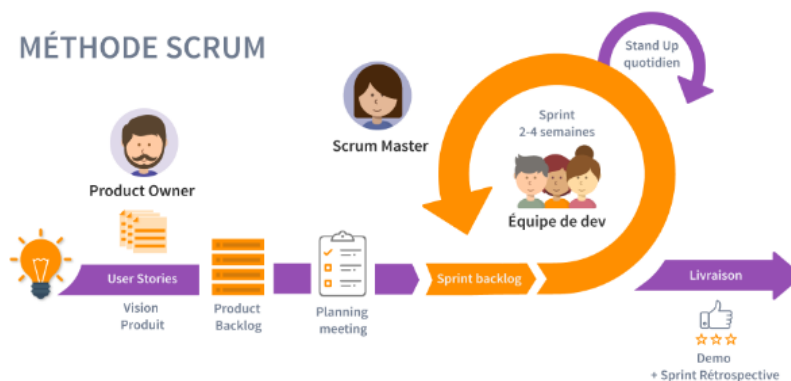 MÉTHODE SCRUM
Stand Up
quotidien
Sprint
2-4 semaines
Scrum Master
Product Owner
Équipe de dev
User Stories
Sprint backlog
Livraison
Vision
Produit
Product
Backlog
Planning
meeting
Demo
+ Sprint Rétrospective